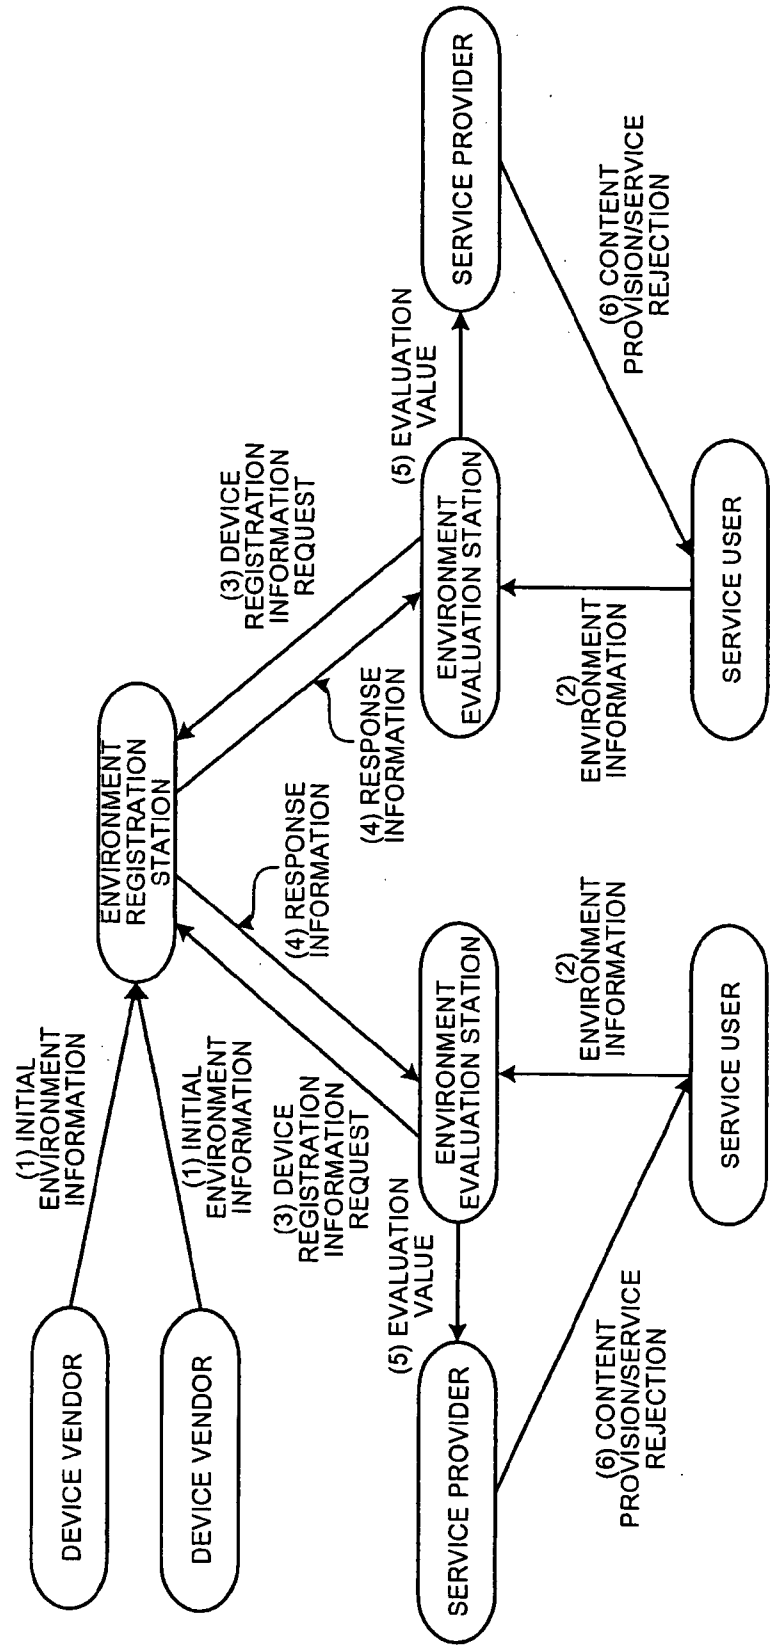 DEVICE VENDOR
DEVICE VENDOR
(1) INITIAL
ENVIRONMENT
INFORMATION
(1) INITIAL
ENVIRONMENT
INFORMATION
ENVIRONMENT
REGISTRATION
STATION
(3) DEVICE
REGISTRATION
INFORMATION
REQUEST
(4) RESPONSE
INFORMATION
(4) RESPONSE
INFORMATION
(3) DEVICE
REGISTRATION
INFORMATION
REQUEST
SERVICE PROVIDER
(5) EVALUATION
VALUE
ENVIRONMENT
EVALUATION STATION
ENVIRONMENT
EVALUATION STATION
(5) EVALUATION
VALUE
SERVICE PROVIDER
(6) CONTENT
PROVISION/SERVICE
REJECTION
(2)
ENVIRONMENT
INFORMATION
(2)
ENVIRONMENT
INFORMATION
(6) CONTENT
PROVISION/SERVICE
REJECTION
SERVICE USER
SERVICE USER